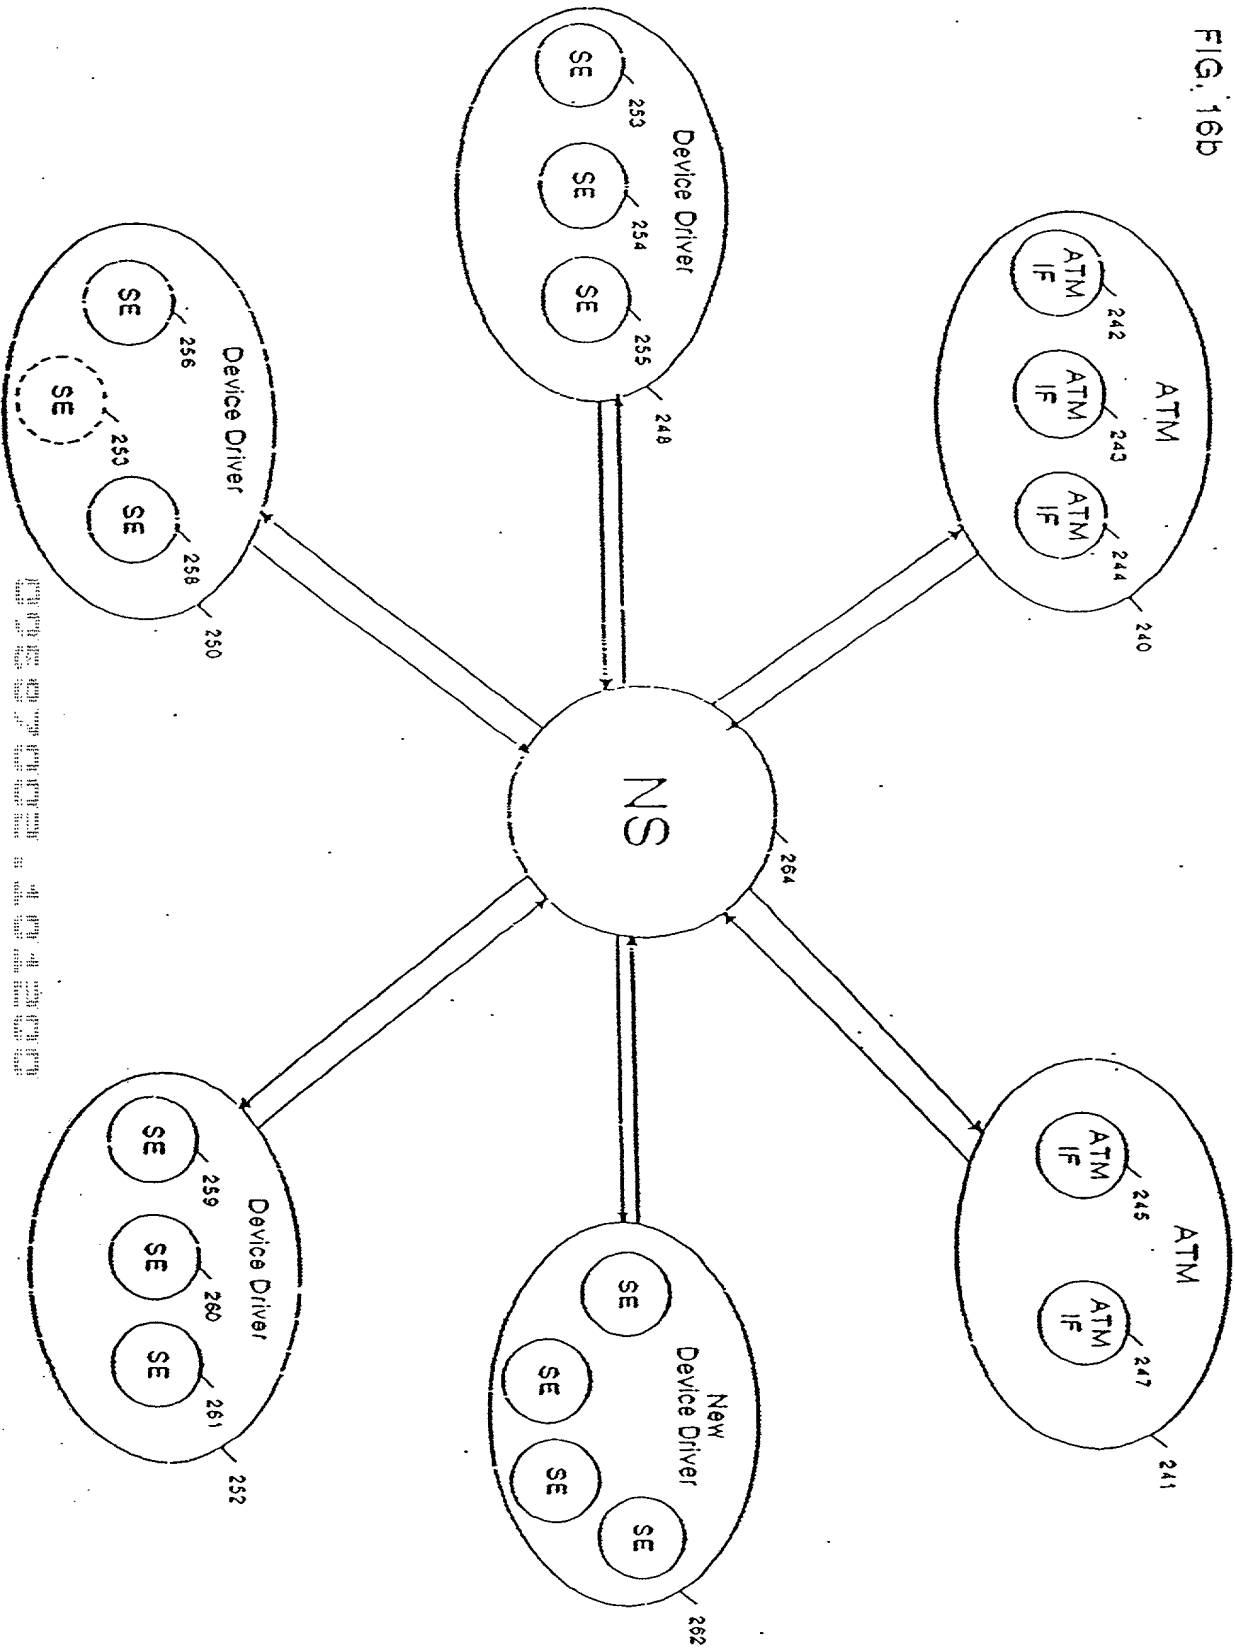 FIG. 16b
ATM
ATM
IF
242
ATM
IF
243
ATM
IF
244
240
ATM
ATM
IF
245
ATM
IF
247
241
Device Driver
SE
253
SE
254
SE
255
248
NS
264
New
Device Driver
SE
SE
SE
SE
262
Device Driver
SE
256
SE
253
SE
258
250
Device Driver
SE
259
SE
260
SE
261
252